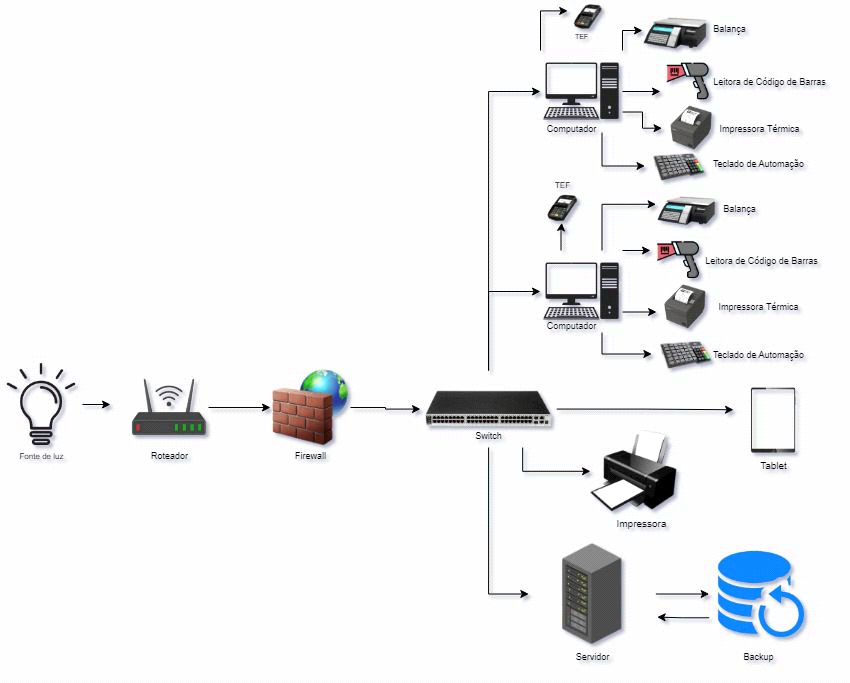 TEF
Balança
Leitora de Código de Barras
Computador
Impressora Térmica
Teclado de Automação
TEF
Balança
Leitora de Código de Barras
Impressora Térmica
Computador
Teclado de Automação
Fonte de luz
Roteador
Firewall
Switch
Tablet
Impressora
Servidor
Backup